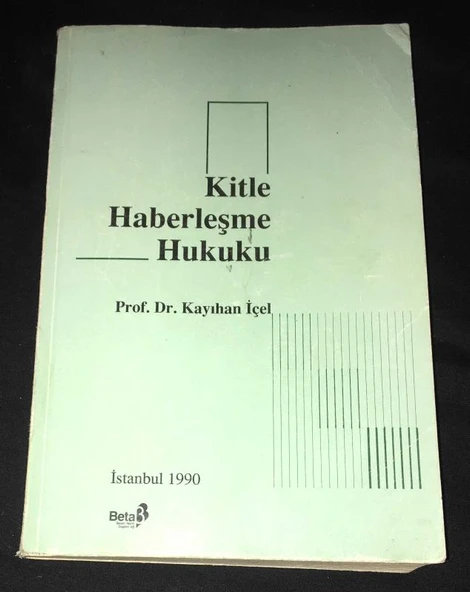 Kitle
Haberleşme
Hukuku
Prof. Dr. Kayıhan İçel
İstanbul 1990
Beta